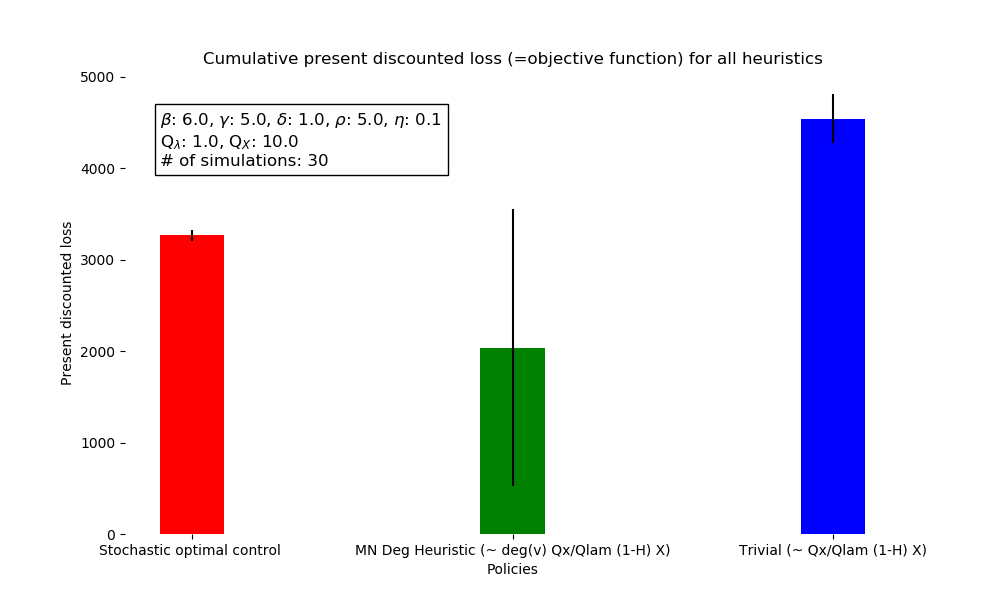 Cumulative present discounted loss (=objective function) for all heuristics
5000
4000
3000
2000
1000
0
Present discounted loss
β: 6.0, γ: 5.0, δ: 1.0, ρ: 5.0, η: 0.1
Qλ: 1.0, QX: 10.0
# of simulations: 30
Stochastic optimal control
MN Deg Heuristic (~ deg(v) Qx/Qlam (1-H) X)
Trivial (~ Qx/Qlam (1-H) X)
Policies